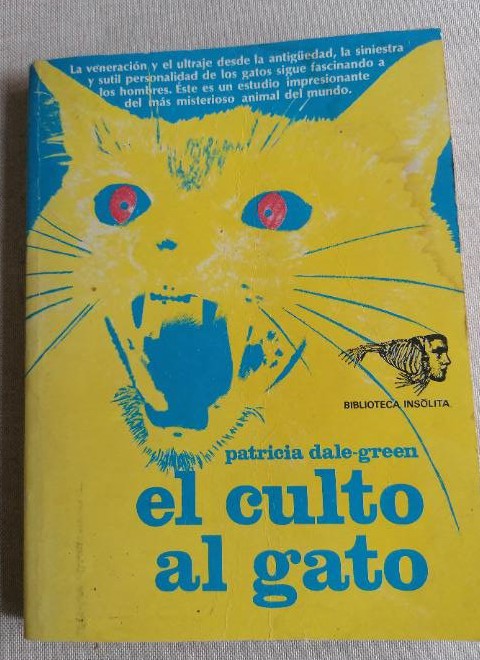 La veneración y el ultraje desde la antigüedad, la siniestra
y sutil personalidad de los gatos sigue fascinando a
los hombres. Éste es un estudio impresionante
del más misterioso animal del mundo.
BIBLIOTECA INSÓLITA
patricia dale-green
el culto
al gato